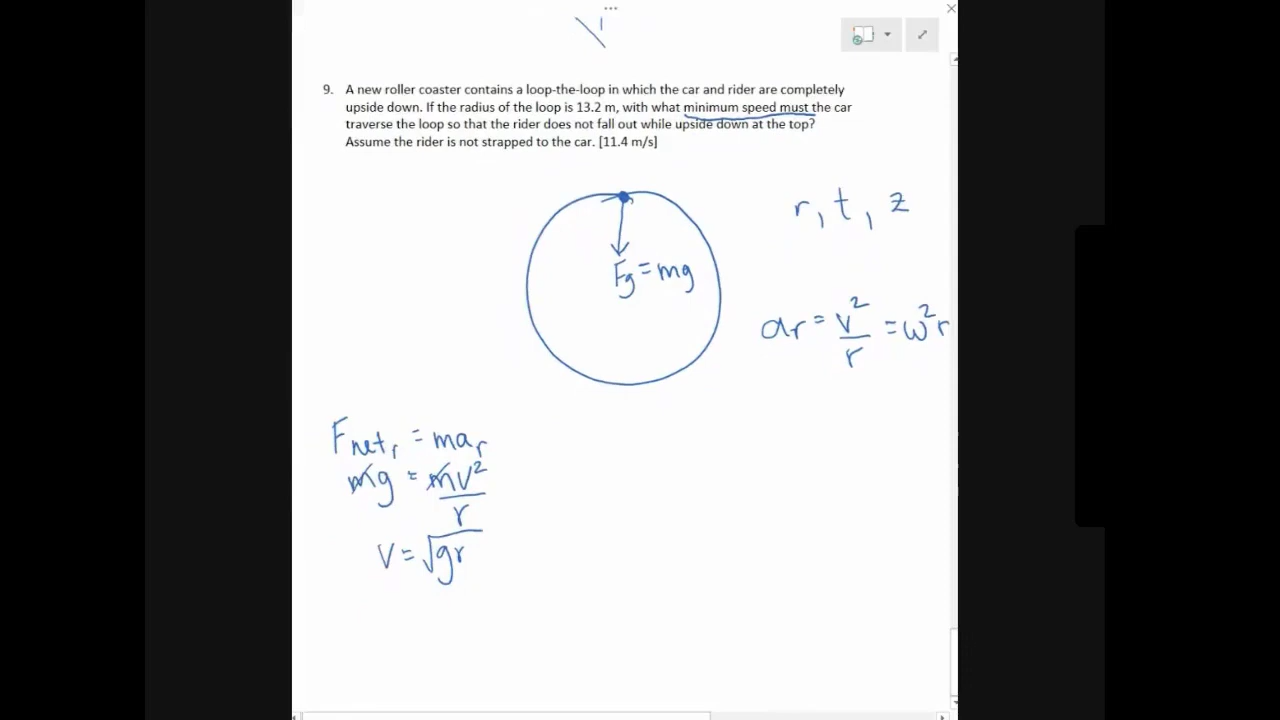 9. A new roller coaster contains a loop-the-loop in which the car and rider are completely
upside down. If the radius of the loop is 13.2 m, with what minimum speed must the car
traverse the loop so that the rider does not fall out while upside down at the top?
Assume the rider is not strapped to the car. [11.4 m/s]
r, t, z
Fg = mg
ar = v²/r = ω²r
Fnet r = mar
mg = mv²/r
v = √gr